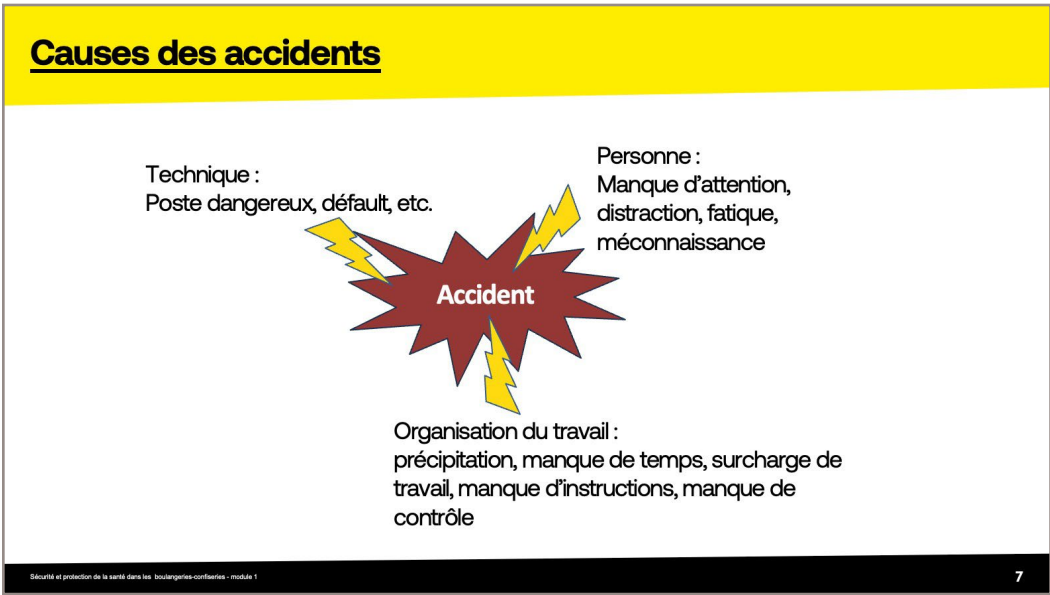 Causes des accidents
Technique :
Poste dangereux, défault, etc.
Personne :
Manque d'attention,
distraction, fatique,
méconnaissance
Accident
Organisation du travail :
précipitation, manque de temps, surcharge de
travail, manque d'instructions, manque de
contrôle
Sécurité et protection de la santé dans les boulangeries-confiseries - module 1
7